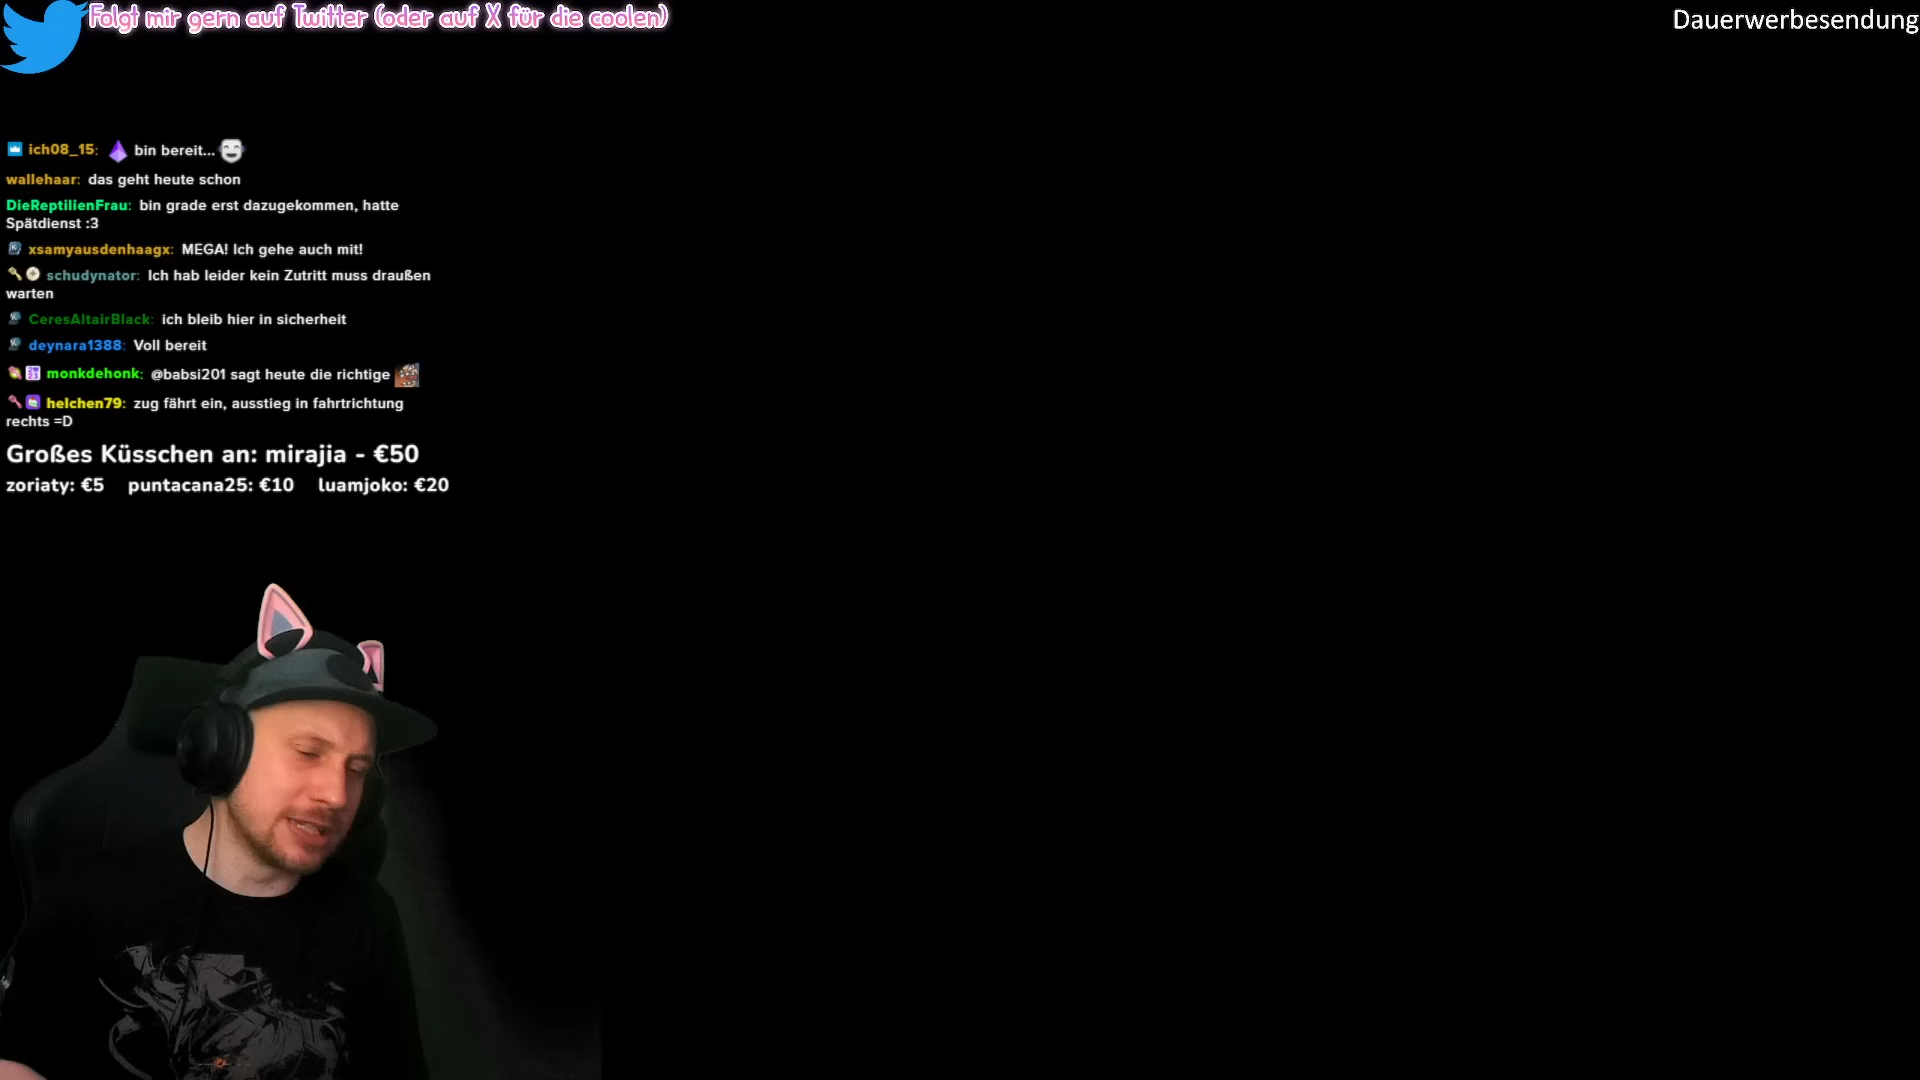 Folgt mir gern auf Twitter (oder auf X für die coolen)
Dauerwerbesendung
ich08_15: bin bereit...
wallehaar: das geht heute schon
DieReptilienFrau: bin grade erst dazugekommen, hatte
Spätdienst :3
xsamyausdenhaagx: MEGA! Ich gehe auch mit!
schudynator: Ich hab leider kein Zutritt muss draußen
warten
CeresAltairBlack: ich bleib hier in sicherheit
deynara1388: Voll bereit
monkdehonk: @babsi201 sagt heute die richtige
helchen79: zug fährt ein, ausstieg in fahrtrichtung
rechts =D
Großes Küsschen an: mirajia - €50
zoriaty: €5 puntacana25: €10 luamjoko: €20